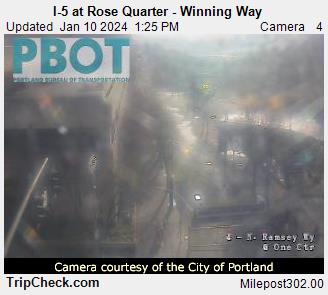 I-5 at Rose Quarter - Winning Way
Updated Jan 10 2024 1:25 PM Camera 4
PBOT
PORTLAND BUREAU OF TRANSPORTATION
- N. Ramsey Wy
@ One Ctr
Camera courtesy of the City of Portland
TripCheck.com Milepost302.00